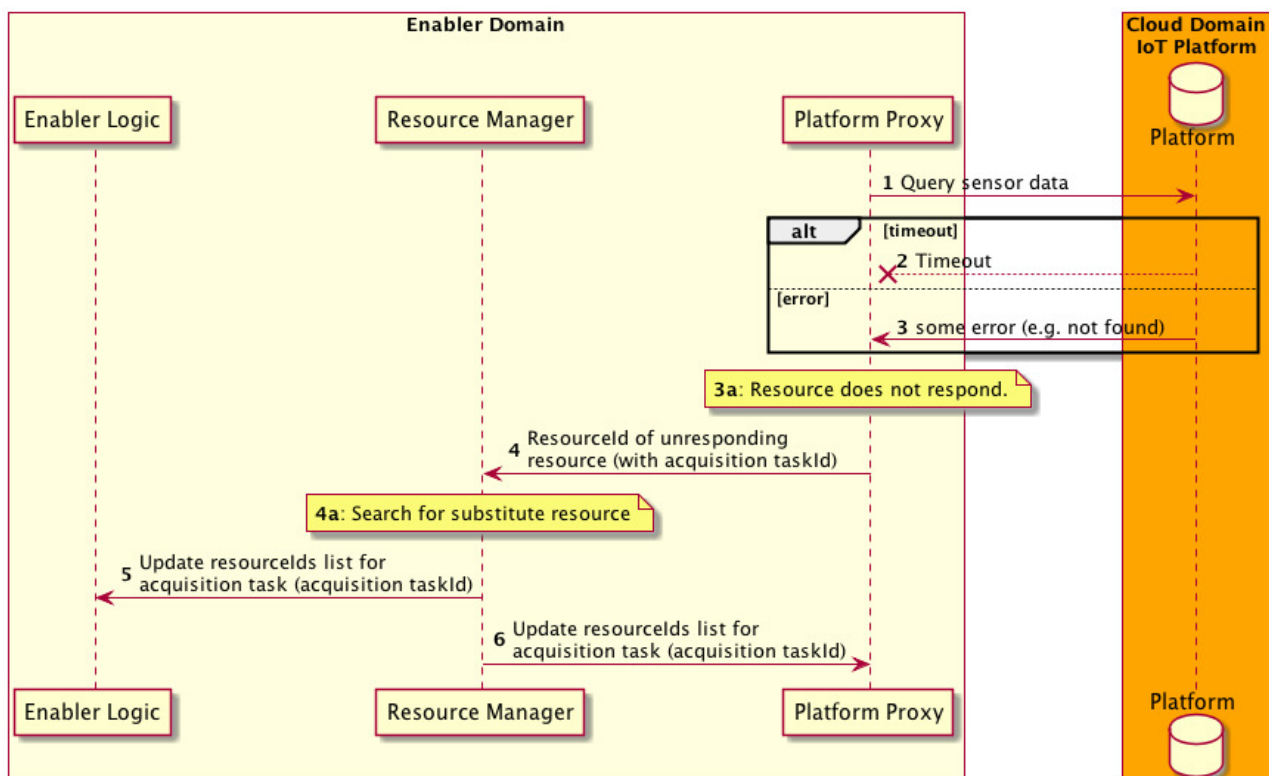 Enabler Domain
Cloud Domain
IoT Platform
Enabler Logic
Resource Manager
Platform Proxy
Platform
1 Query sensor data
alt
[timeout]
2 Timeout
[error]
3 some error (e.g. not found)
3a: Resource does not respond.
4 ResourceId of unresponding
resource (with acquisition taskId)
4a: Search for substitute resource
5 Update resourceIds list for
acquisition task (acquisition taskId)
6 Update resourceIds list for
acquisition task (acquisition taskId)
Enabler Logic
Resource Manager
Platform Proxy
Platform